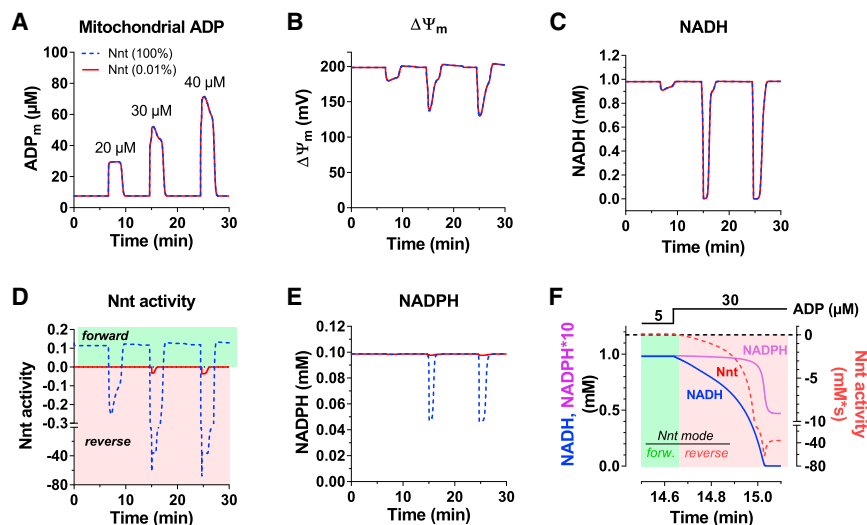 A
Mitochondrial ADP
Nnt (100%)
Nnt (0.01%)
20 µM
30 µM
40 µM
ADPm (µM)
100
80
60
40
20
0
0
10
20
30
Time (min)
B
ΔΨm
ΔΨm (mV)
200
150
100
50
0
0
10
20
30
Time (min)
C
NADH
NADH (mM)
1.2
1.0
0.8
0.6
0.4
0.2
0.0
0
10
20
30
Time (min)
D
Nnt activity
forward
reverse
Nnt activity
0.2
0.1
0.0
-0.1
-0.2
-0.3
-40
-80
0
10
20
30
Time (min)
E
NADPH
NADPH (mM)
0.12
0.10
0.08
0.06
0.04
0.02
0.00
0
10
20
30
Time (min)
F
5
30
ADP (µM)
NADH, NADPH*10
(mM)
1.0
0.5
0.0
NADPH
Nnt
NADH
Nnt mode
forw. reverse
0
-5
-10
-40
-80
Nnt activity
(mM*s)
14.6
14.8
15.0
Time (min)